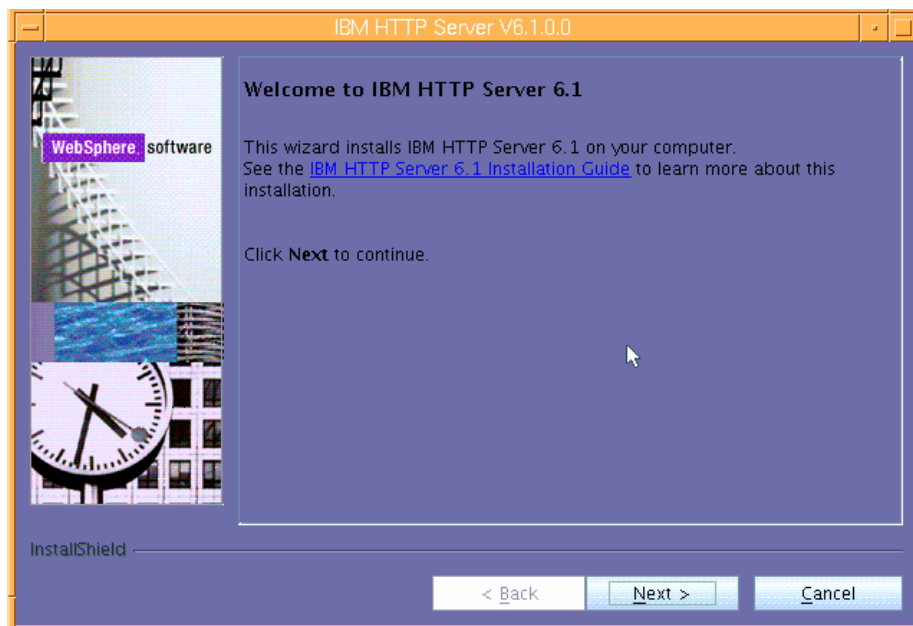 IBM HTTP Server V6.1.0.0
WebSphere software
Welcome to IBM HTTP Server 6.1
This wizard installs IBM HTTP Server 6.1 on your computer.
See the IBM HTTP Server 6.1 Installation Guide to learn more about this
installation.
Click Next to continue.
InstallShield
< Back
Next >
Cancel